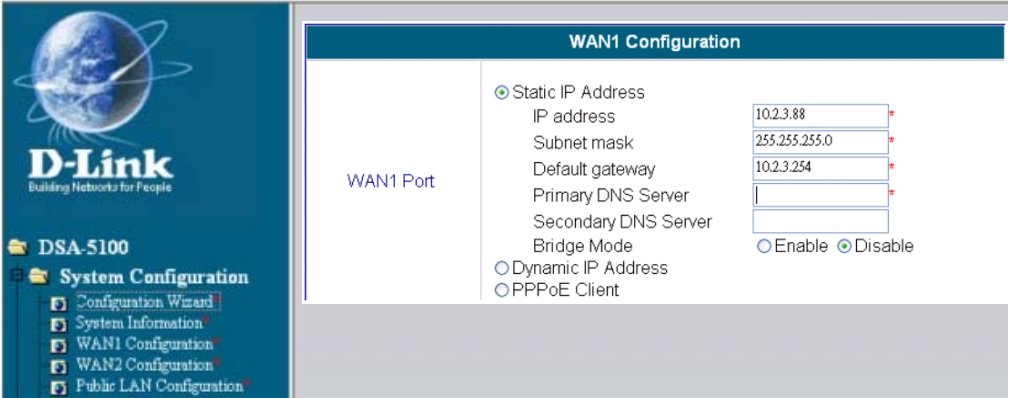 D-Link
Building Networks for People
DSA-5100
System Configuration
Configuration Wizard*
System Information*
WAN1 Configuration*
WAN2 Configuration*
Public LAN Configuration*
WAN1 Configuration
WAN1 Port
Static IP Address
IP address 10.2.3.88 *
Subnet mask 255.255.255.0 *
Default gateway 10.2.3.254 *
Primary DNS Server *
Secondary DNS Server
Bridge Mode Enable Disable
Dynamic IP Address
PPPoE Client